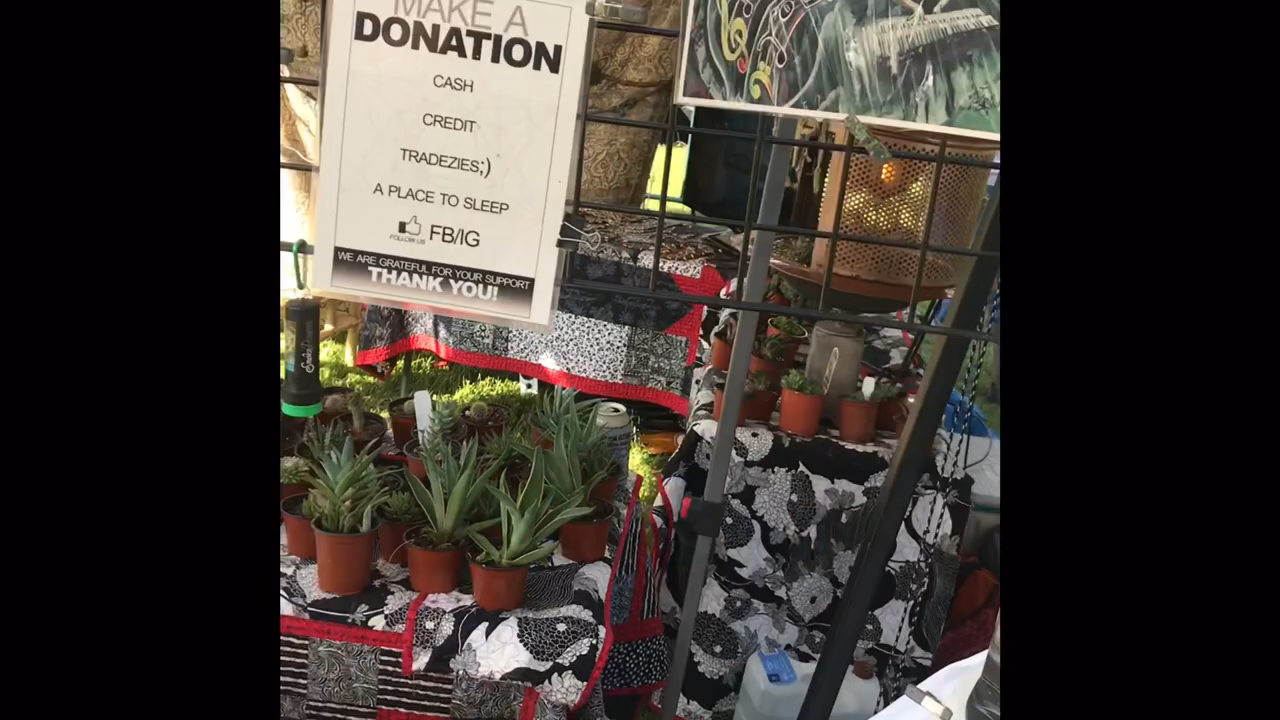 MAKE A
DONATION
CASH
CREDIT
TRADEZIES;)
A PLACE TO SLEEP
FOLLOW US FB/IG
WE ARE GRATEFUL FOR YOUR SUPPORT
THANK YOU!